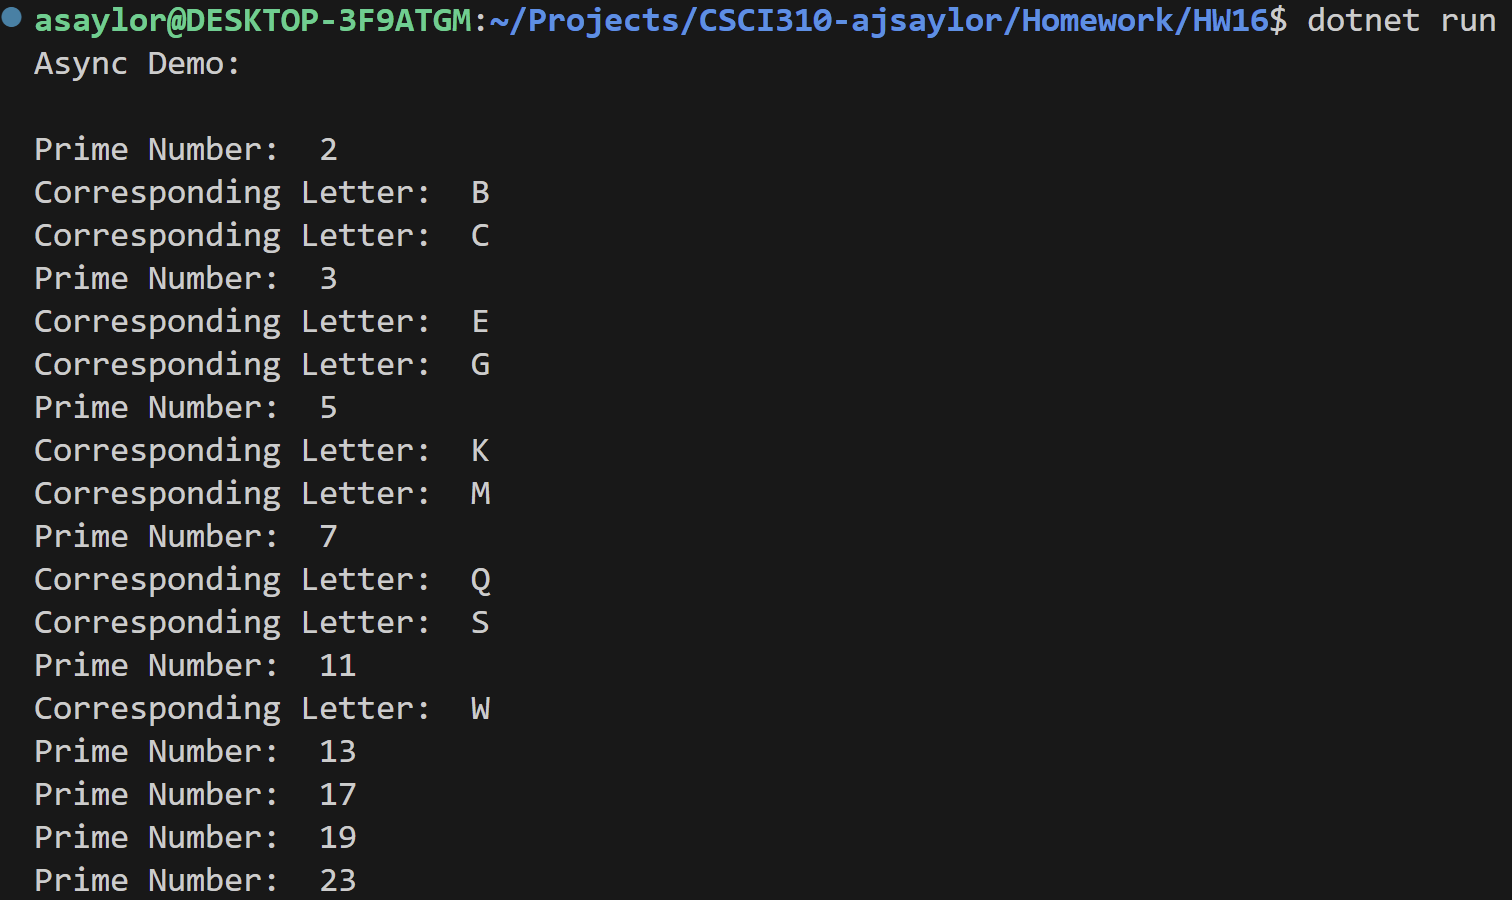 asaylor@DESKTOP-3F9ATGM:~/Projects/CSCI310-ajsaylor/Homework/HW16$ dotnet run
Async Demo:

Prime Number:  2
Corresponding Letter:  B
Corresponding Letter:  C
Prime Number:  3
Corresponding Letter:  E
Corresponding Letter:  G
Prime Number:  5
Corresponding Letter:  K
Corresponding Letter:  M
Prime Number:  7
Corresponding Letter:  Q
Corresponding Letter:  S
Prime Number:  11
Corresponding Letter:  W
Prime Number:  13
Prime Number:  17
Prime Number:  19
Prime Number:  23